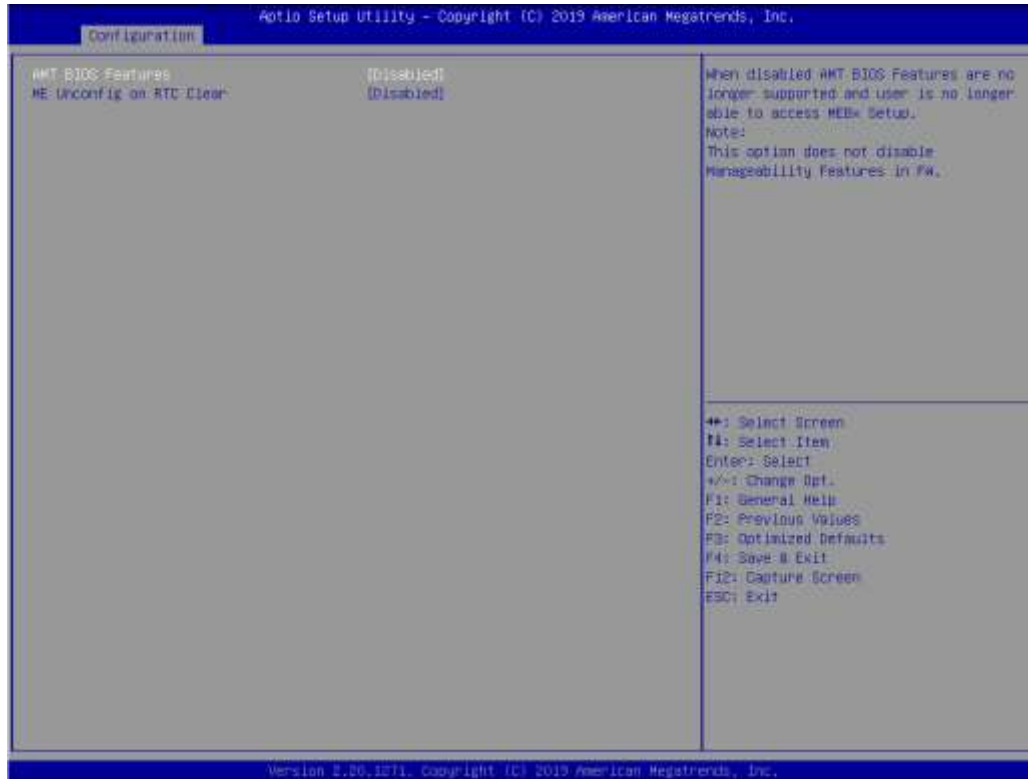 Aptio Setup Utility - Copyright (C) 2019 American Megatrends, Inc.
Configuration
AMT BIOS Features [Disabled]
ME Unconfig on RTC Clear [Disabled]
When disabled AMT BIOS Features are no
longer supported and user is no longer
able to access MEBx Setup.
Note:
This option does not disable
Manageability Features in FW.
→←: Select Screen
↑↓: Select Item
Enter: Select
+/-: Change Opt.
F1: General Help
F2: Previous Values
F3: Optimized Defaults
F4: Save & Exit
F12: Capture Screen
ESC: Exit
Version 2.20.1271. Copyright (C) 2019 American Megatrends, Inc.